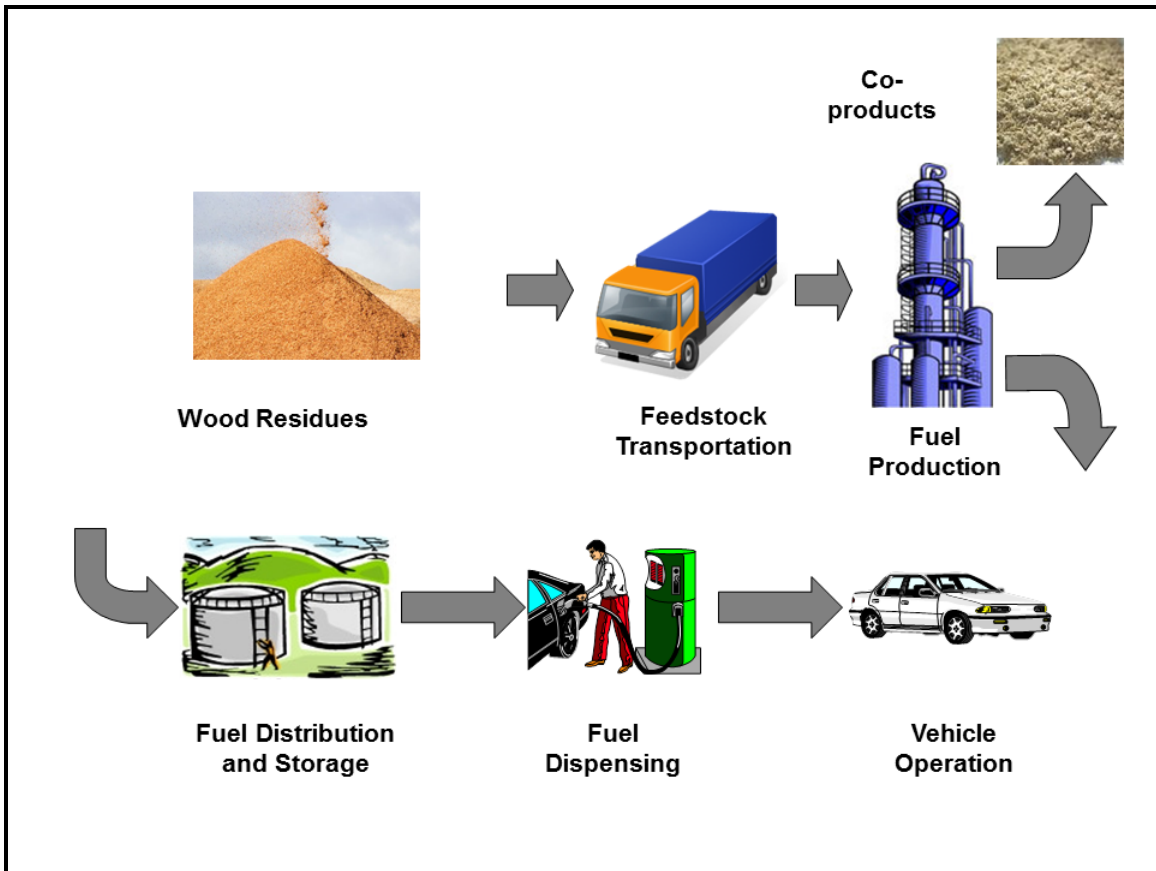 Co-
products
Wood Residues
Feedstock
Transportation
Fuel
Production
Fuel Distribution
and Storage
Fuel
Dispensing
Vehicle
Operation